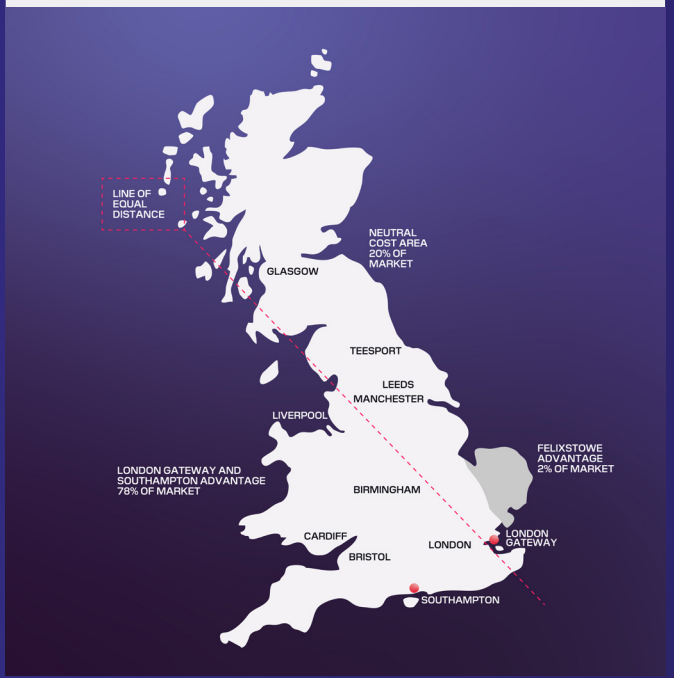 LINE OF
EQUAL
DISTANCE
NEUTRAL
COST AREA
20% OF
MARKET
GLASGOW
TEESPORT
LEEDS
MANCHESTER
LIVERPOOL
FELIXSTOWE
ADVANTAGE
2% OF MARKET
LONDON GATEWAY AND
SOUTHAMPTON ADVANTAGE
78% OF MARKET
BIRMINGHAM
CARDIFF
LONDON
LONDON
GATEWAY
BRISTOL
SOUTHAMPTON